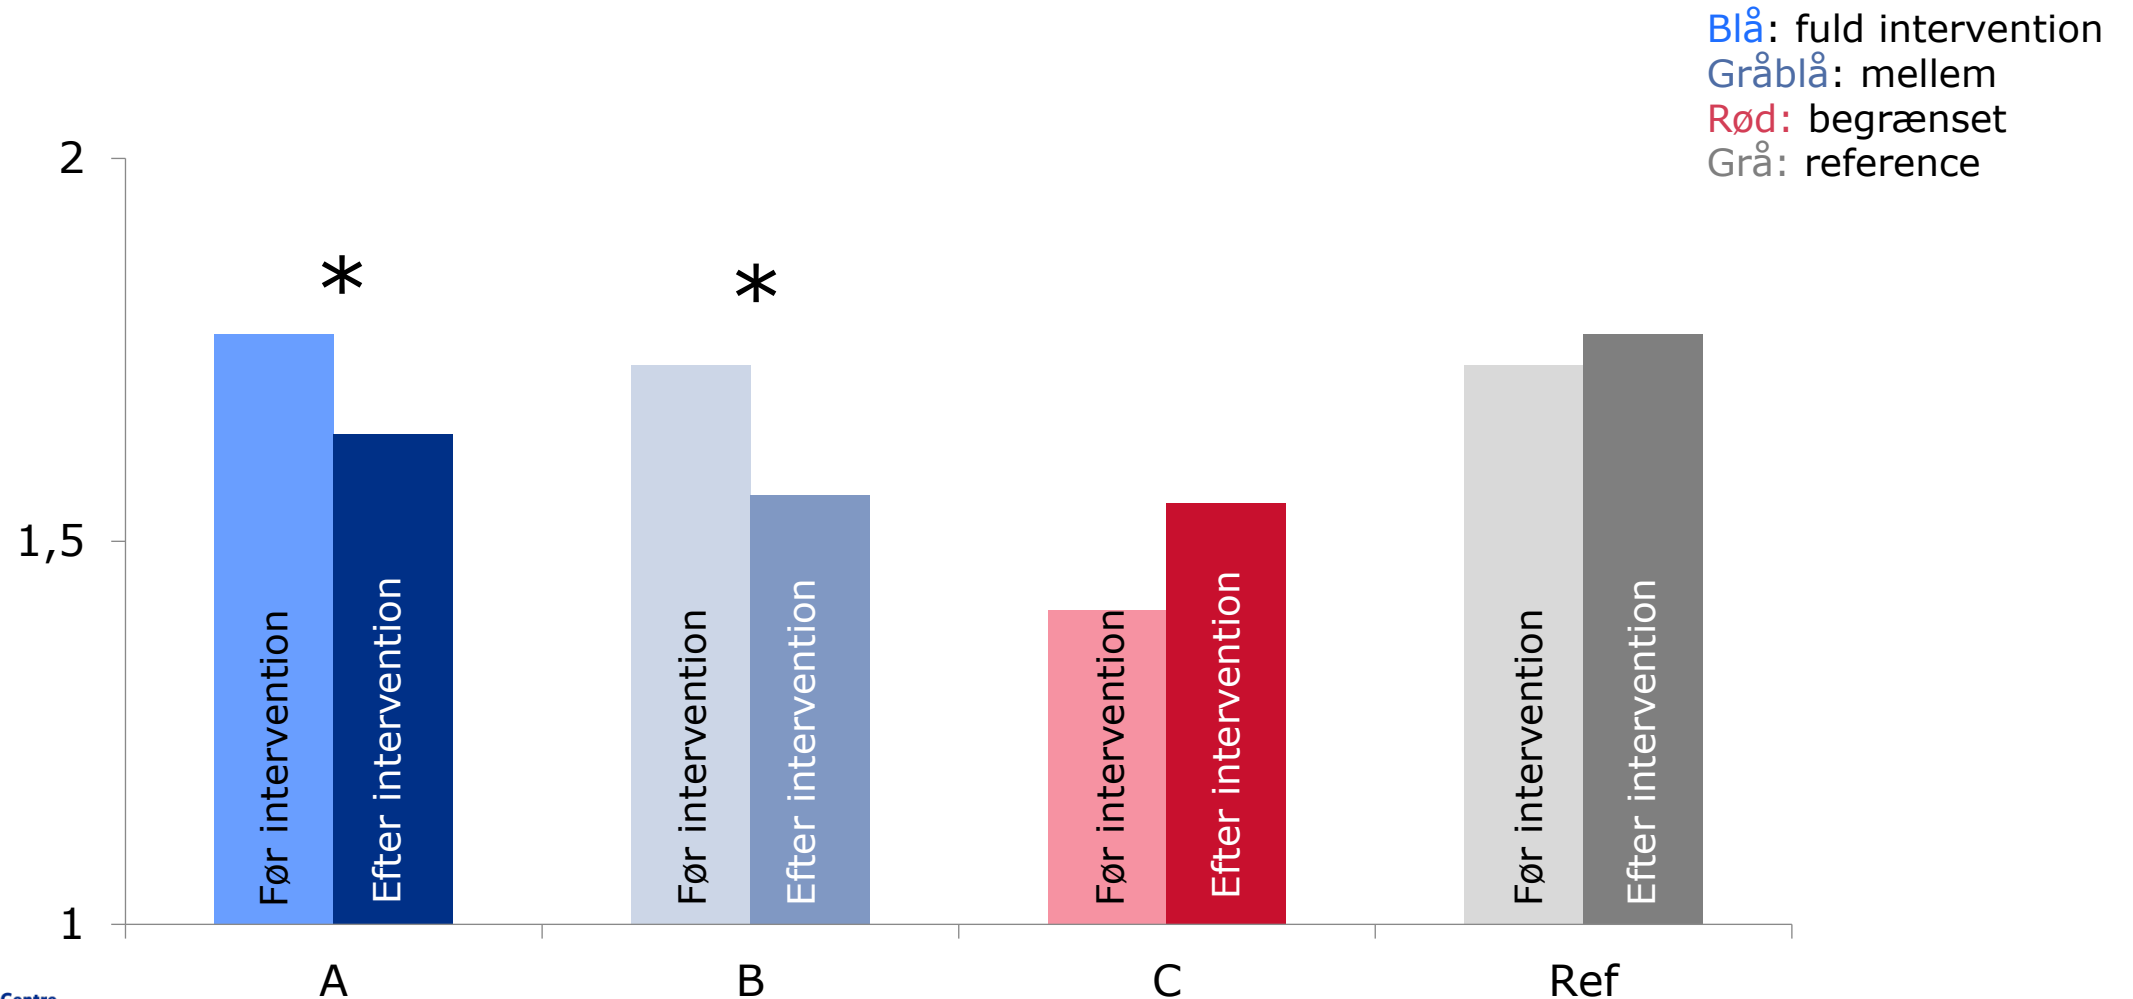 Blå: fuld intervention
Gråblå: mellem
Rød: begrænset
Grå: reference
2
1,5
1
*
*
Før intervention
Efter intervention
Før intervention
Efter intervention
Før intervention
Efter intervention
Før intervention
Efter intervention
A
B
C
Ref
Centre